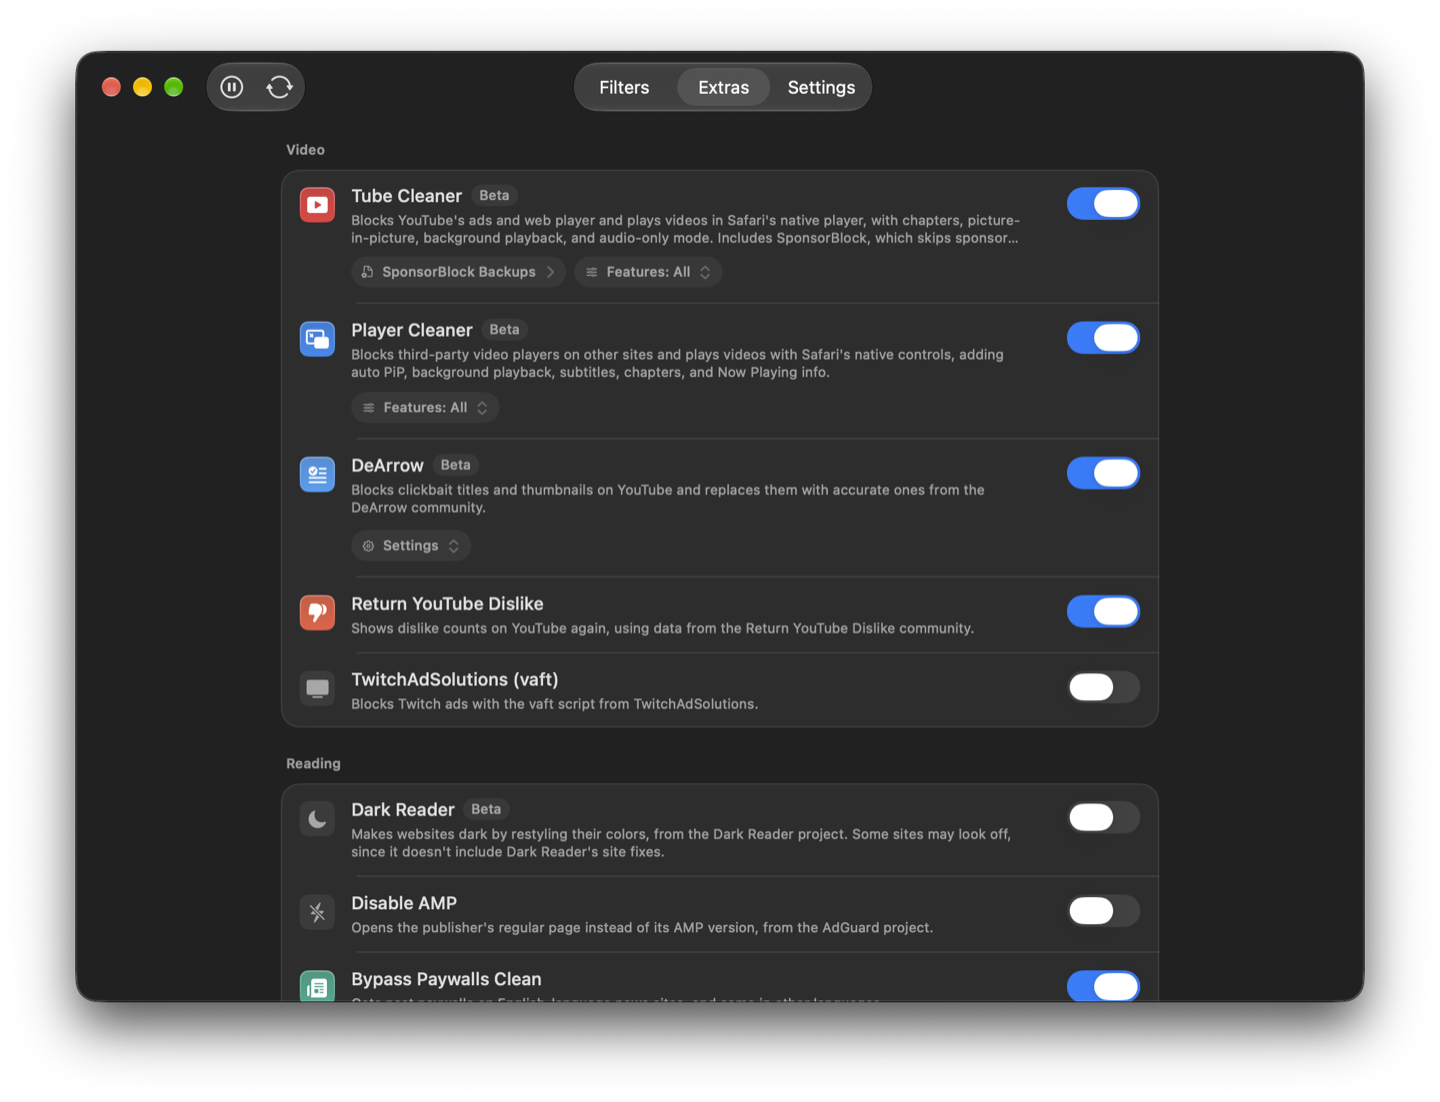 Filters
Extras
Settings
Video
Tube Cleaner Beta
Blocks YouTube's ads and web player and plays videos in Safari's native player, with chapters, picture-
in-picture, background playback, and audio-only mode. Includes SponsorBlock, which skips sponsor...
SponsorBlock Backups
Features: All
Player Cleaner Beta
Blocks third-party video players on other sites and plays videos with Safari's native controls, adding
auto PiP, background playback, subtitles, chapters, and Now Playing info.
Features: All
DeArrow Beta
Blocks clickbait titles and thumbnails on YouTube and replaces them with accurate ones from the
DeArrow community.
Settings
Return YouTube Dislike
Shows dislike counts on YouTube again, using data from the Return YouTube Dislike community.
TwitchAdSolutions (vaft)
Blocks Twitch ads with the vaft script from TwitchAdSolutions.
Reading
Dark Reader Beta
Makes websites dark by restyling their colors, from the Dark Reader project. Some sites may look off,
since it doesn't include Dark Reader's site fixes.
Disable AMP
Opens the publisher's regular page instead of its AMP version, from the AdGuard project.
Bypass Paywalls Clean